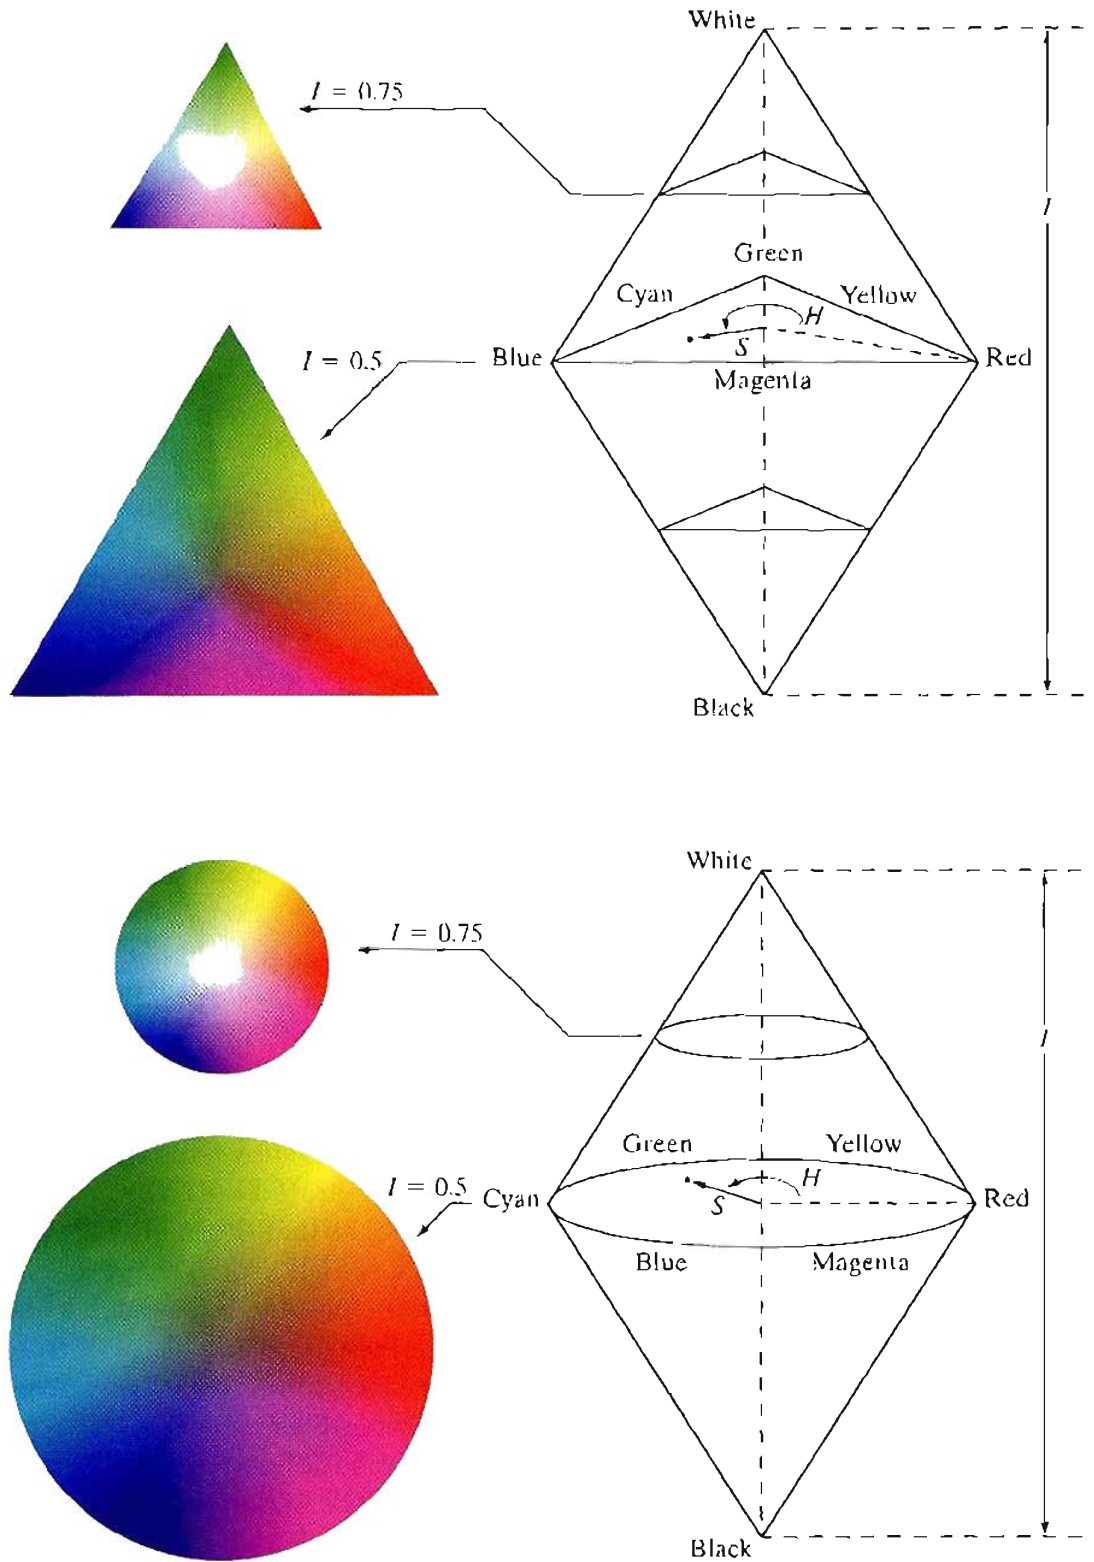 White
I = 0.75
I
Green
Cyan
Yellow
H
S
I = 0.5
Blue
Red
Magenta
Black
White
I = 0.75
I
Green
Yellow
H
I = 0.5
Cyan
S
Red
Blue
Magenta
Black